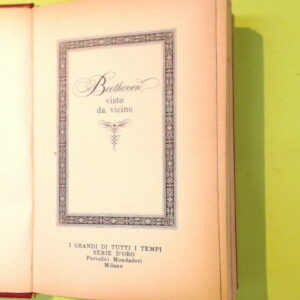 Beethoven
visto
da vicino
I GRANDI DI TUTTI I TEMPI
SERIE D'ORO
Periodici Mondadori
Milano